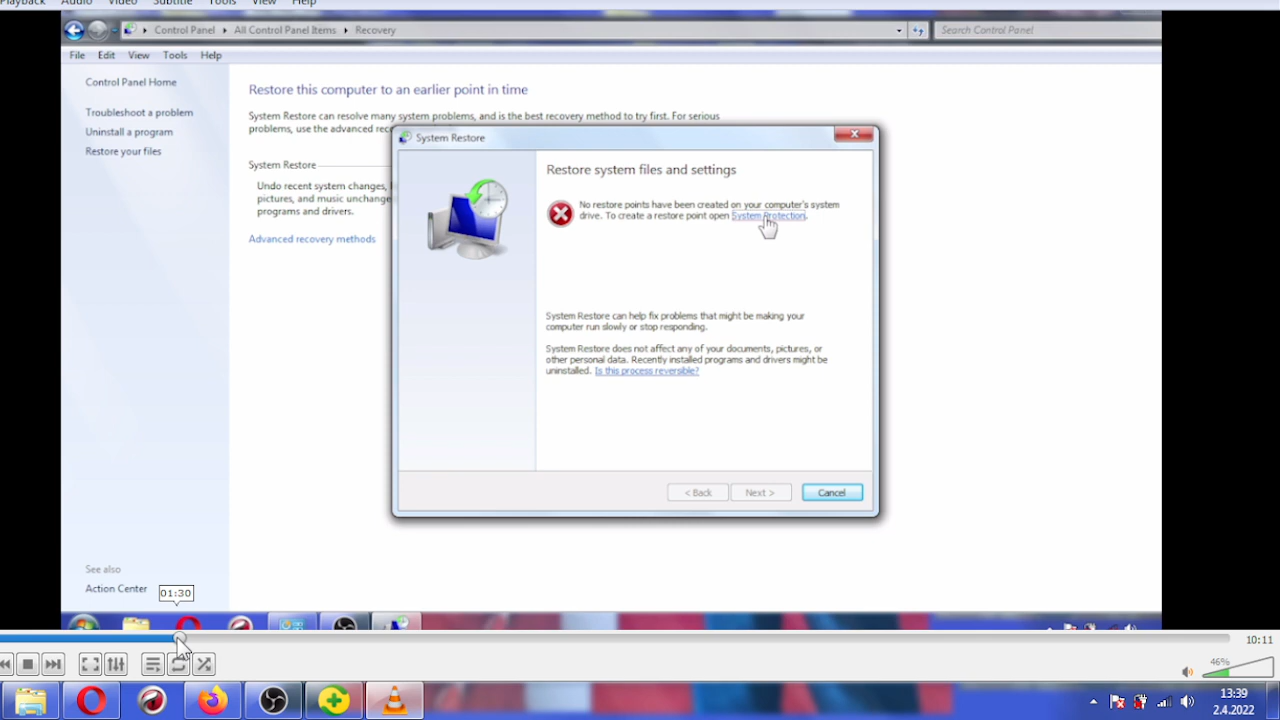 Playback Audio Video Subtitle Tools View Help
Control Panel All Control Panel Items Recovery
Search Control Panel
File Edit View Tools Help
Control Panel Home
Troubleshoot a problem
Uninstall a program
Restore your files
Restore this computer to an earlier point in time
System Restore can resolve many system problems, and is the best recovery method to try first. For serious
problems, use the advanced rec
System Restore
Undo recent system changes,
pictures, and music unchange
programs and drivers.
Advanced recovery methods
System Restore
Restore system files and settings
No restore points have been created on your computer's system
drive. To create a restore point open System Protection.
System Restore can help fix problems that might be making your
computer run slowly or stop responding.
System Restore does not affect any of your documents, pictures, or
other personal data. Recently installed programs and drivers might be
uninstalled. Is this process reversible?
< Back
Next >
Cancel
See also
Action Center
01:30
10:11
46%
13:39
2.4.2022